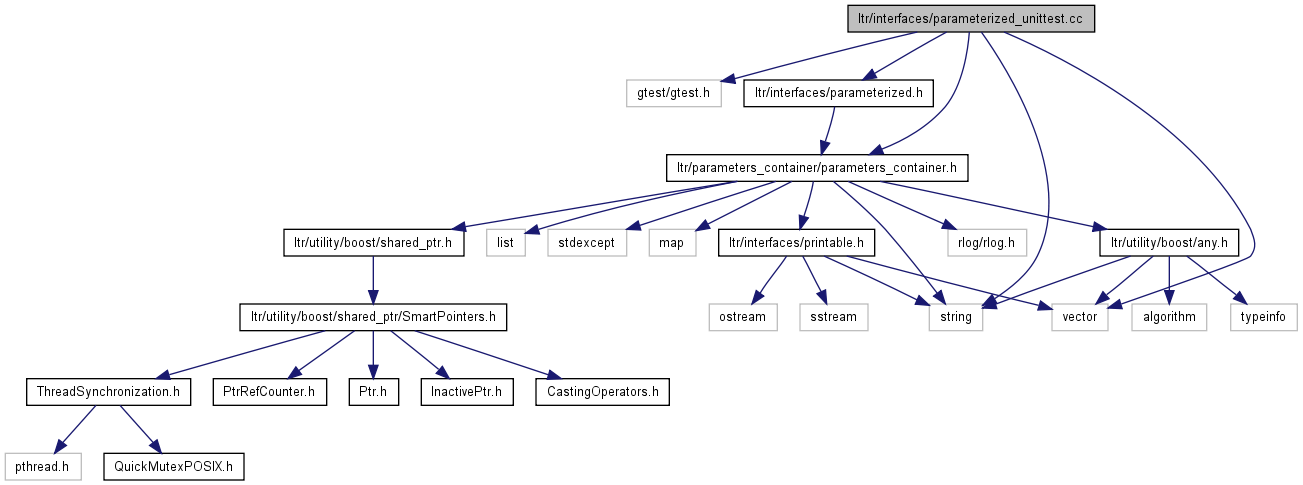 ltr/interfaces/parameterized_unittest.cc
gtest/gtest.h
ltr/interfaces/parameterized.h
ltr/parameters_container/parameters_container.h
ltr/utility/boost/shared_ptr.h
list
stdexcept
map
ltr/interfaces/printable.h
rlog/rlog.h
ltr/utility/boost/any.h
ltr/utility/boost/shared_ptr/SmartPointers.h
ostream
sstream
string
vector
algorithm
typeinfo
ThreadSynchronization.h
PtrRefCounter.h
Ptr.h
InactivePtr.h
CastingOperators.h
pthread.h
QuickMutexPOSIX.h